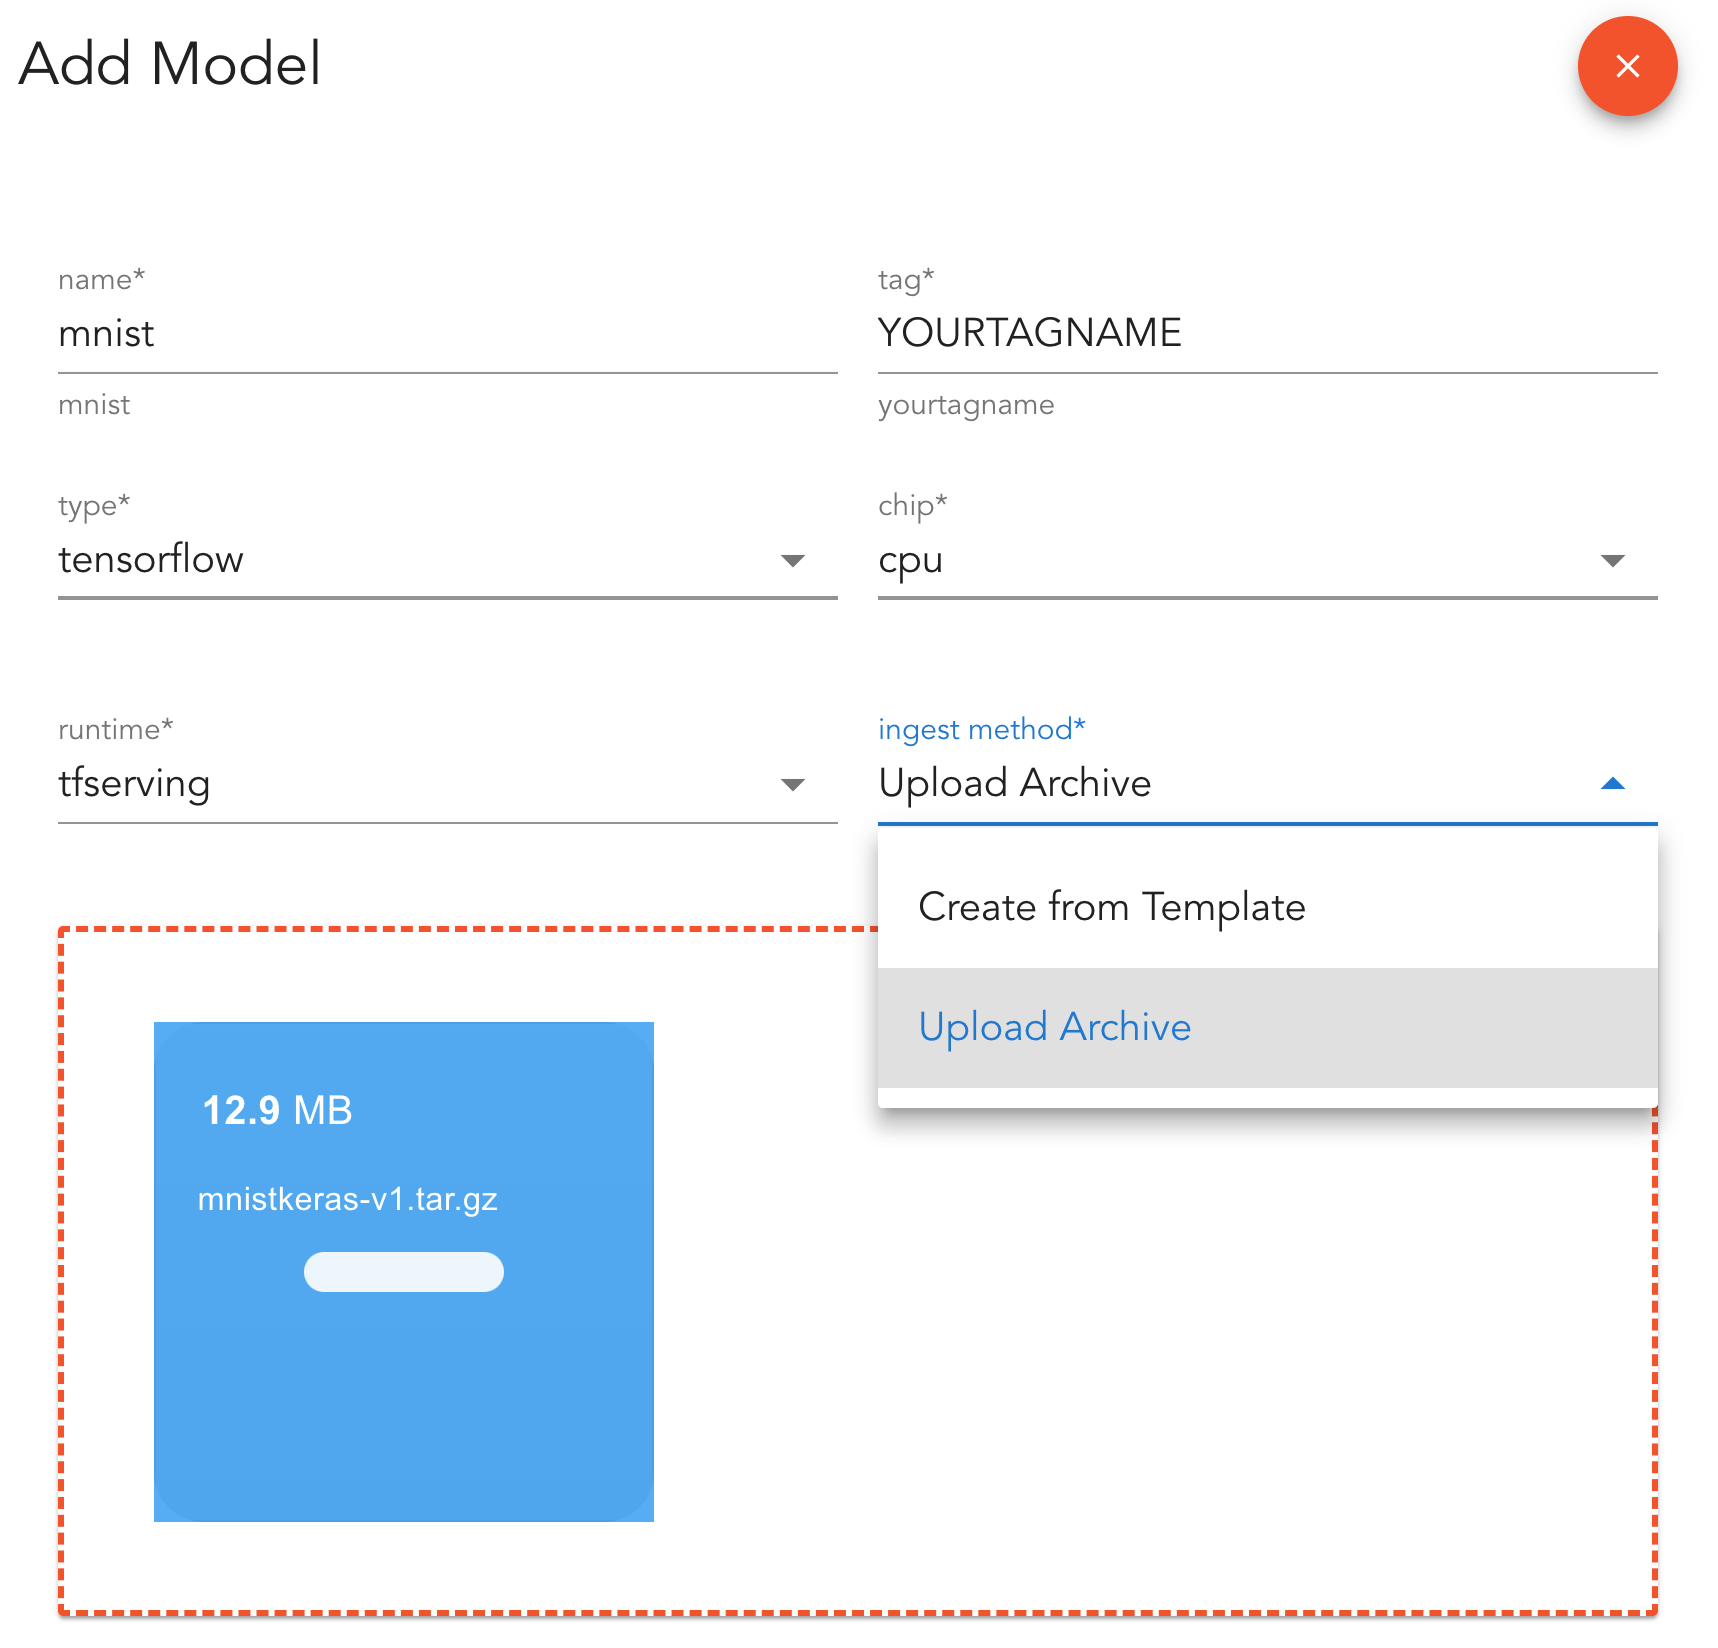 Add Model
name*
mnist
mnist
tag*
YOURTAGNAME
yourtagname
type*
tensorflow
chip*
cpu
runtime*
tfserving
ingest method*
Upload Archive
Create from Template
Upload Archive
12.9 MB
mnistkeras-v1.tar.gz